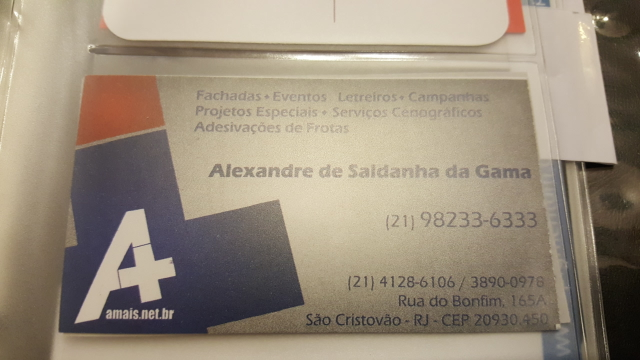 Fachadas + Eventos Letreiros + Campanhas
Projetos Especiais + Serviços Cenográficos
Adesivações de Frotas
Alexandre de Saldanha da Gama
(21) 98233-6333
(21) 4128-6106 / 3890-0978
Rua do Bonfim, 165A
São Cristovão - RJ - CEP 20930.450
A+
amais.net.br